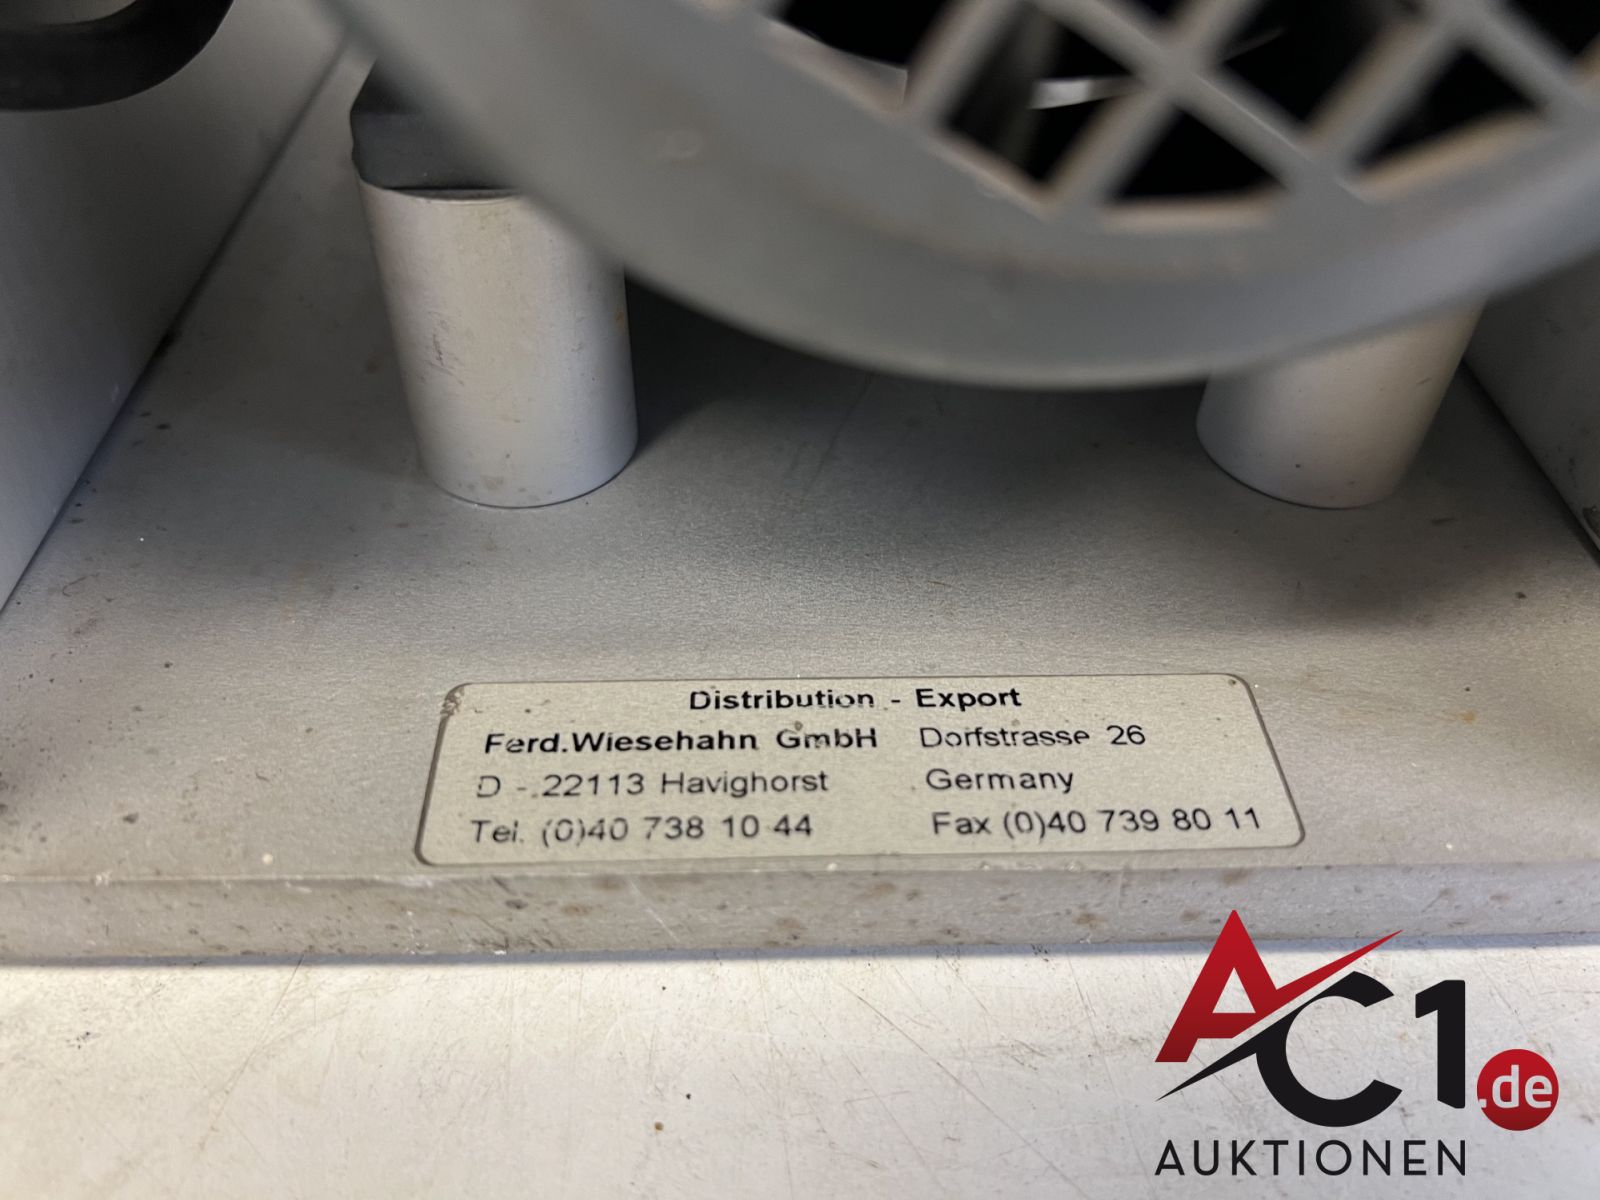 Distribution - Export
Ferd.Wiesehahn GmbH Dorfstrasse 26
D - 22113 Havighorst Germany
Tel. (0)40 738 10 44 Fax (0)40 739 80 11
AC1.de
AUKTIONEN